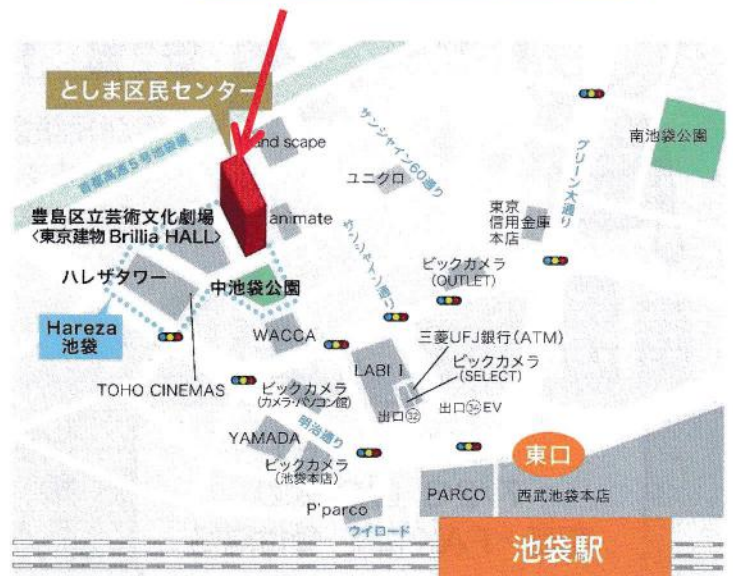 としま区民センター
首都高速5号池袋線
and scape
サンシャイン60通り
グリーン大通り
南池袋公園
ユニクロ
豊島区立芸術文化劇場
〈東京建物 Brillia HALL〉
animate
東京
信用金庫
本店
サンシャイン通り
ハレザタワー
中池袋公園
ビックカメラ
(OUTLET)
Hareza
池袋
WACCA
三菱UFJ銀行(ATM)
ビックカメラ
(SELECT)
LABI I
TOHO CINEMAS
ビックカメラ
(カメラ・パソコン館)
出口㉜
出口㉞EV
明治通り
YAMADA
ビックカメラ
(池袋本店)
東口
PARCO
西武池袋本店
P'parco
ウイロード
池袋駅